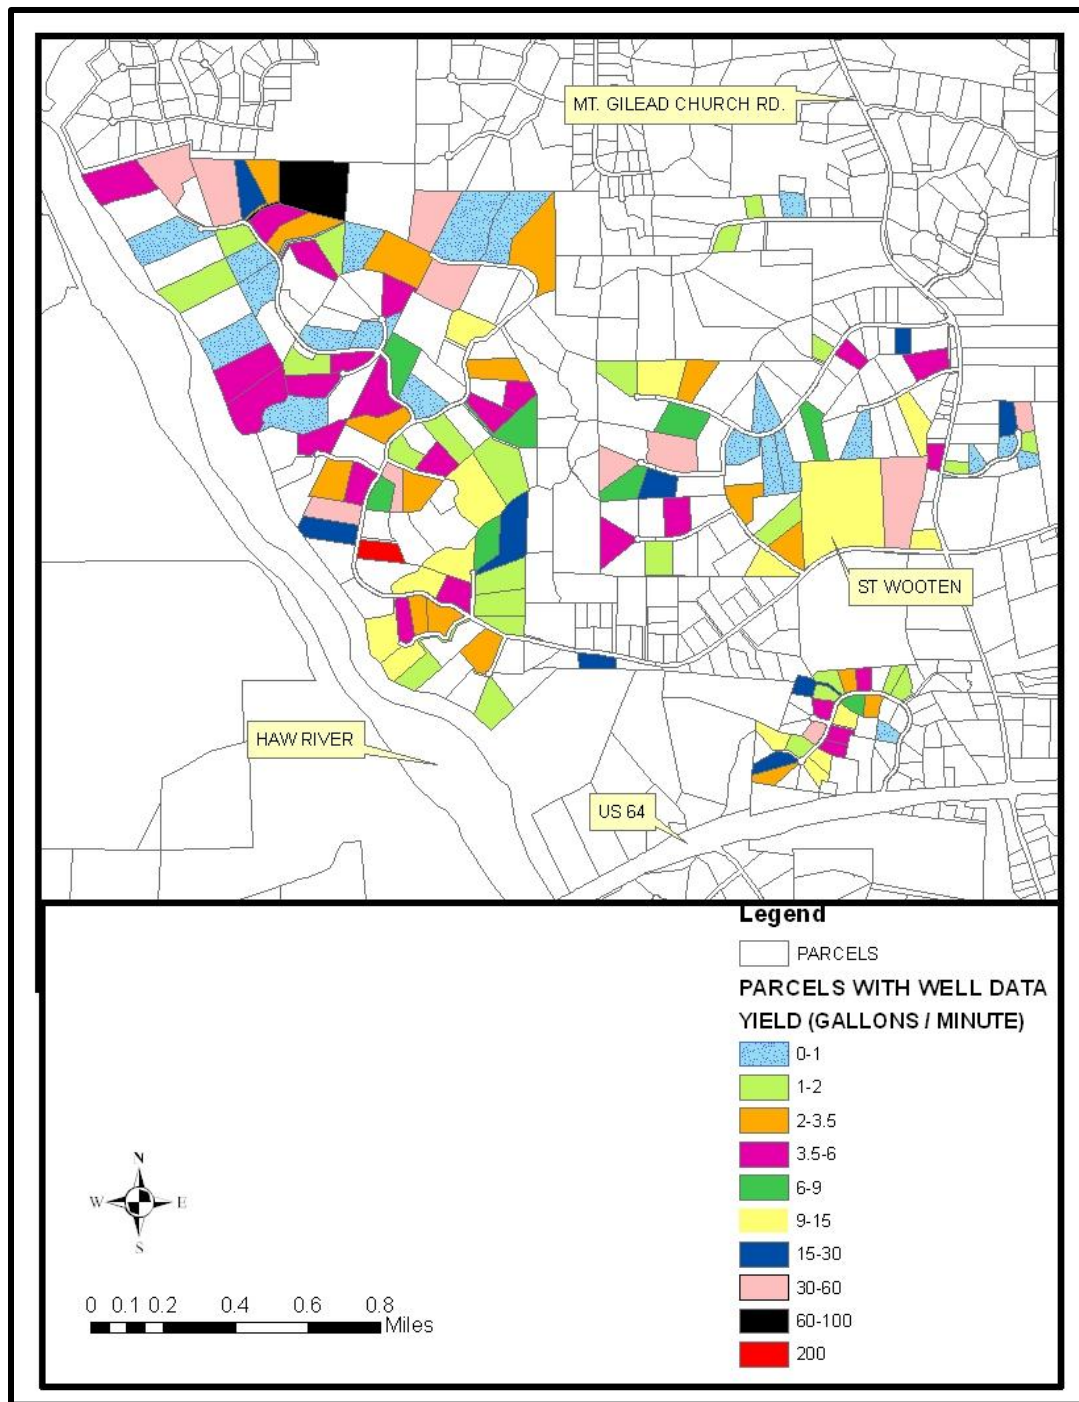 MT. GILEAD CHURCH RD.
ST WOOTEN
HAW RIVER
US 64
Legend
PARCELS
PARCELS WITH WELL DATA
YIELD (GALLONS / MINUTE)
0-1
1-2
2-3.5
3.5-6
6-9
9-15
15-30
30-60
60-100
200
N
W E
S
0 0.1 0.2 0.4 0.6 0.8
Miles